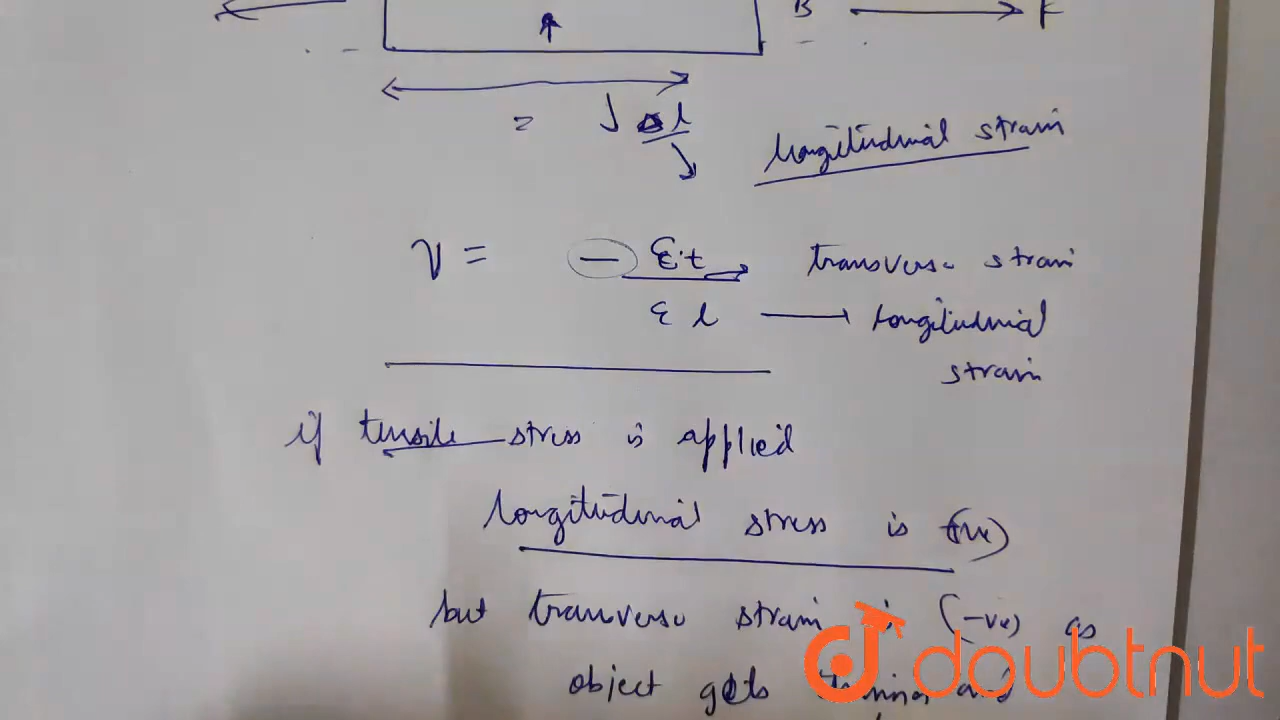 B F
= Δl
longitudinal strain
ν = - εt transverse strain
εl longitudinal
strain
if tensile stress is applied
longitudinal stress is (+ve)
but transverse strain is (-ve) as
object gets and
doubtnut